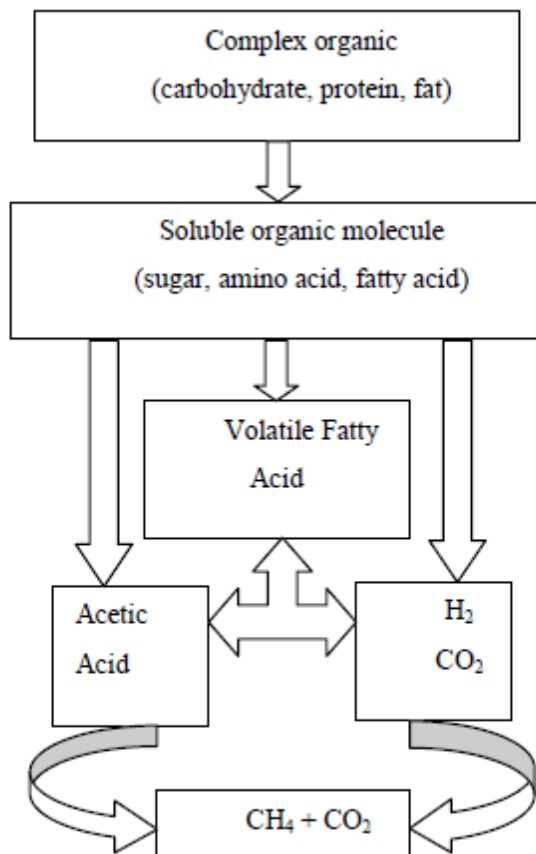 Complex organic
(carbohydrate, protein, fat)
Soluble organic molecule
(sugar, amino acid, fatty acid)
Volatile Fatty
Acid
Acetic
Acid
H₂
CO₂
CH₄ + CO₂